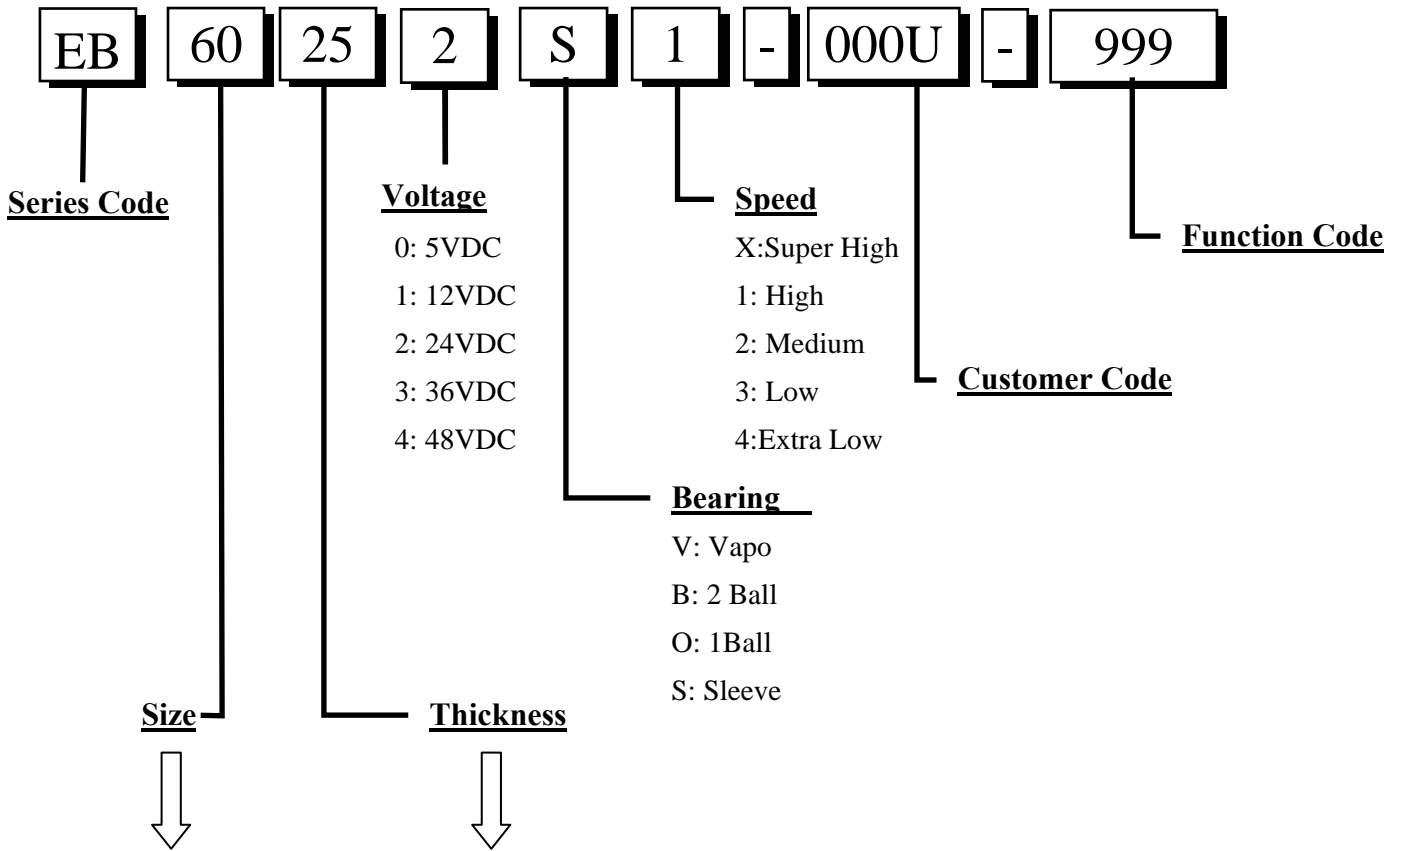 EB 60 25 2 S 1 - 000U - 999
Series Code
Voltage
0: 5VDC
1: 12VDC
2: 24VDC
3: 36VDC
4: 48VDC
Speed
X:Super High
1: High
2: Medium
3: Low
4:Extra Low
Function Code
Customer Code
Bearing
V: Vapo
B: 2 Ball
O: 1Ball
S: Sleeve
Size
Thickness